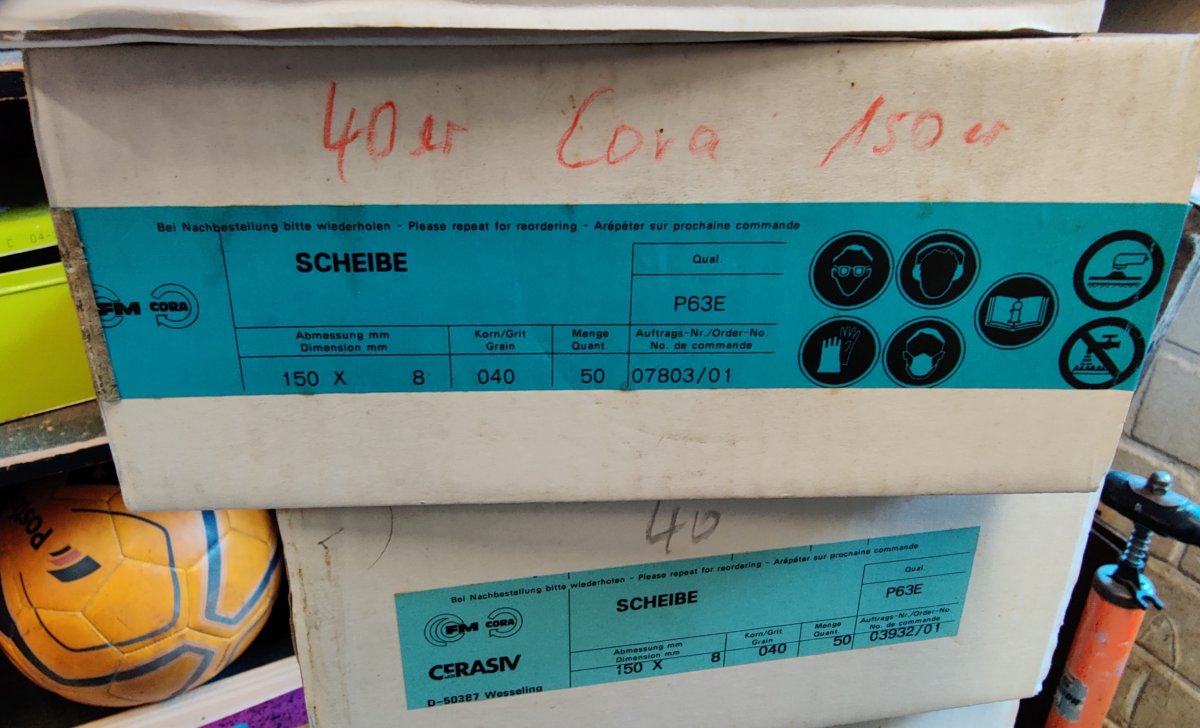 40er Cora 150er
Bei Nachbestellung bitte wiederholen - Please repeat for reordering - Arépéter sur prochaine commande
SCHEIBE
Qual.
P63E
FM CORA
Abmessung mm
Dimension mm
Korn/Grit
Grain
Menge
Quant.
Auftrags-Nr./Order-No.
No. de commande
150 X 8 040 50 07803/01
40
Bei Nachbestellung bitte wiederholen - Please repeat for reordering - Arépéter sur prochaine commande
SCHEIBE
Qual.
P63E
FM CORA
CERASIV
D-50387 Wesseling
Abmessung mm
Dimension mm
Korn/Grit
Grain
Menge
Quant.
Auftrags-Nr./Order-No.
No. de commande
150 X 8 040 50 03932/01